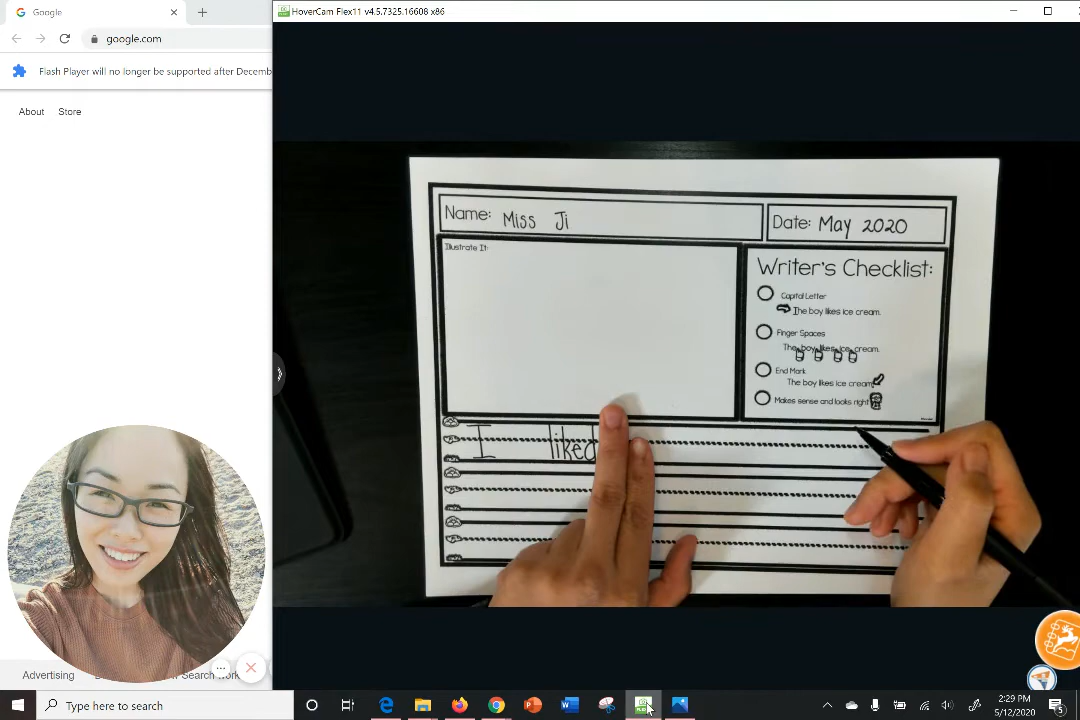 Google
HoverCam Flex11 v4.5.7325.16608 x86
google.com
Flash Player will no longer be supported after Decemb
About Store
Name: Miss Ji
Date: May 2020
Illustrate It:
Writer's Checklist:
Capital Letter
The boy likes ice cream.
Finger Spaces
The boy likes ice cream.
End Mark
The boy likes ice cream.
Makes sense and looks right
I liked
Advertising
Search work
Type here to search
2:29 PM
5/12/2020
5